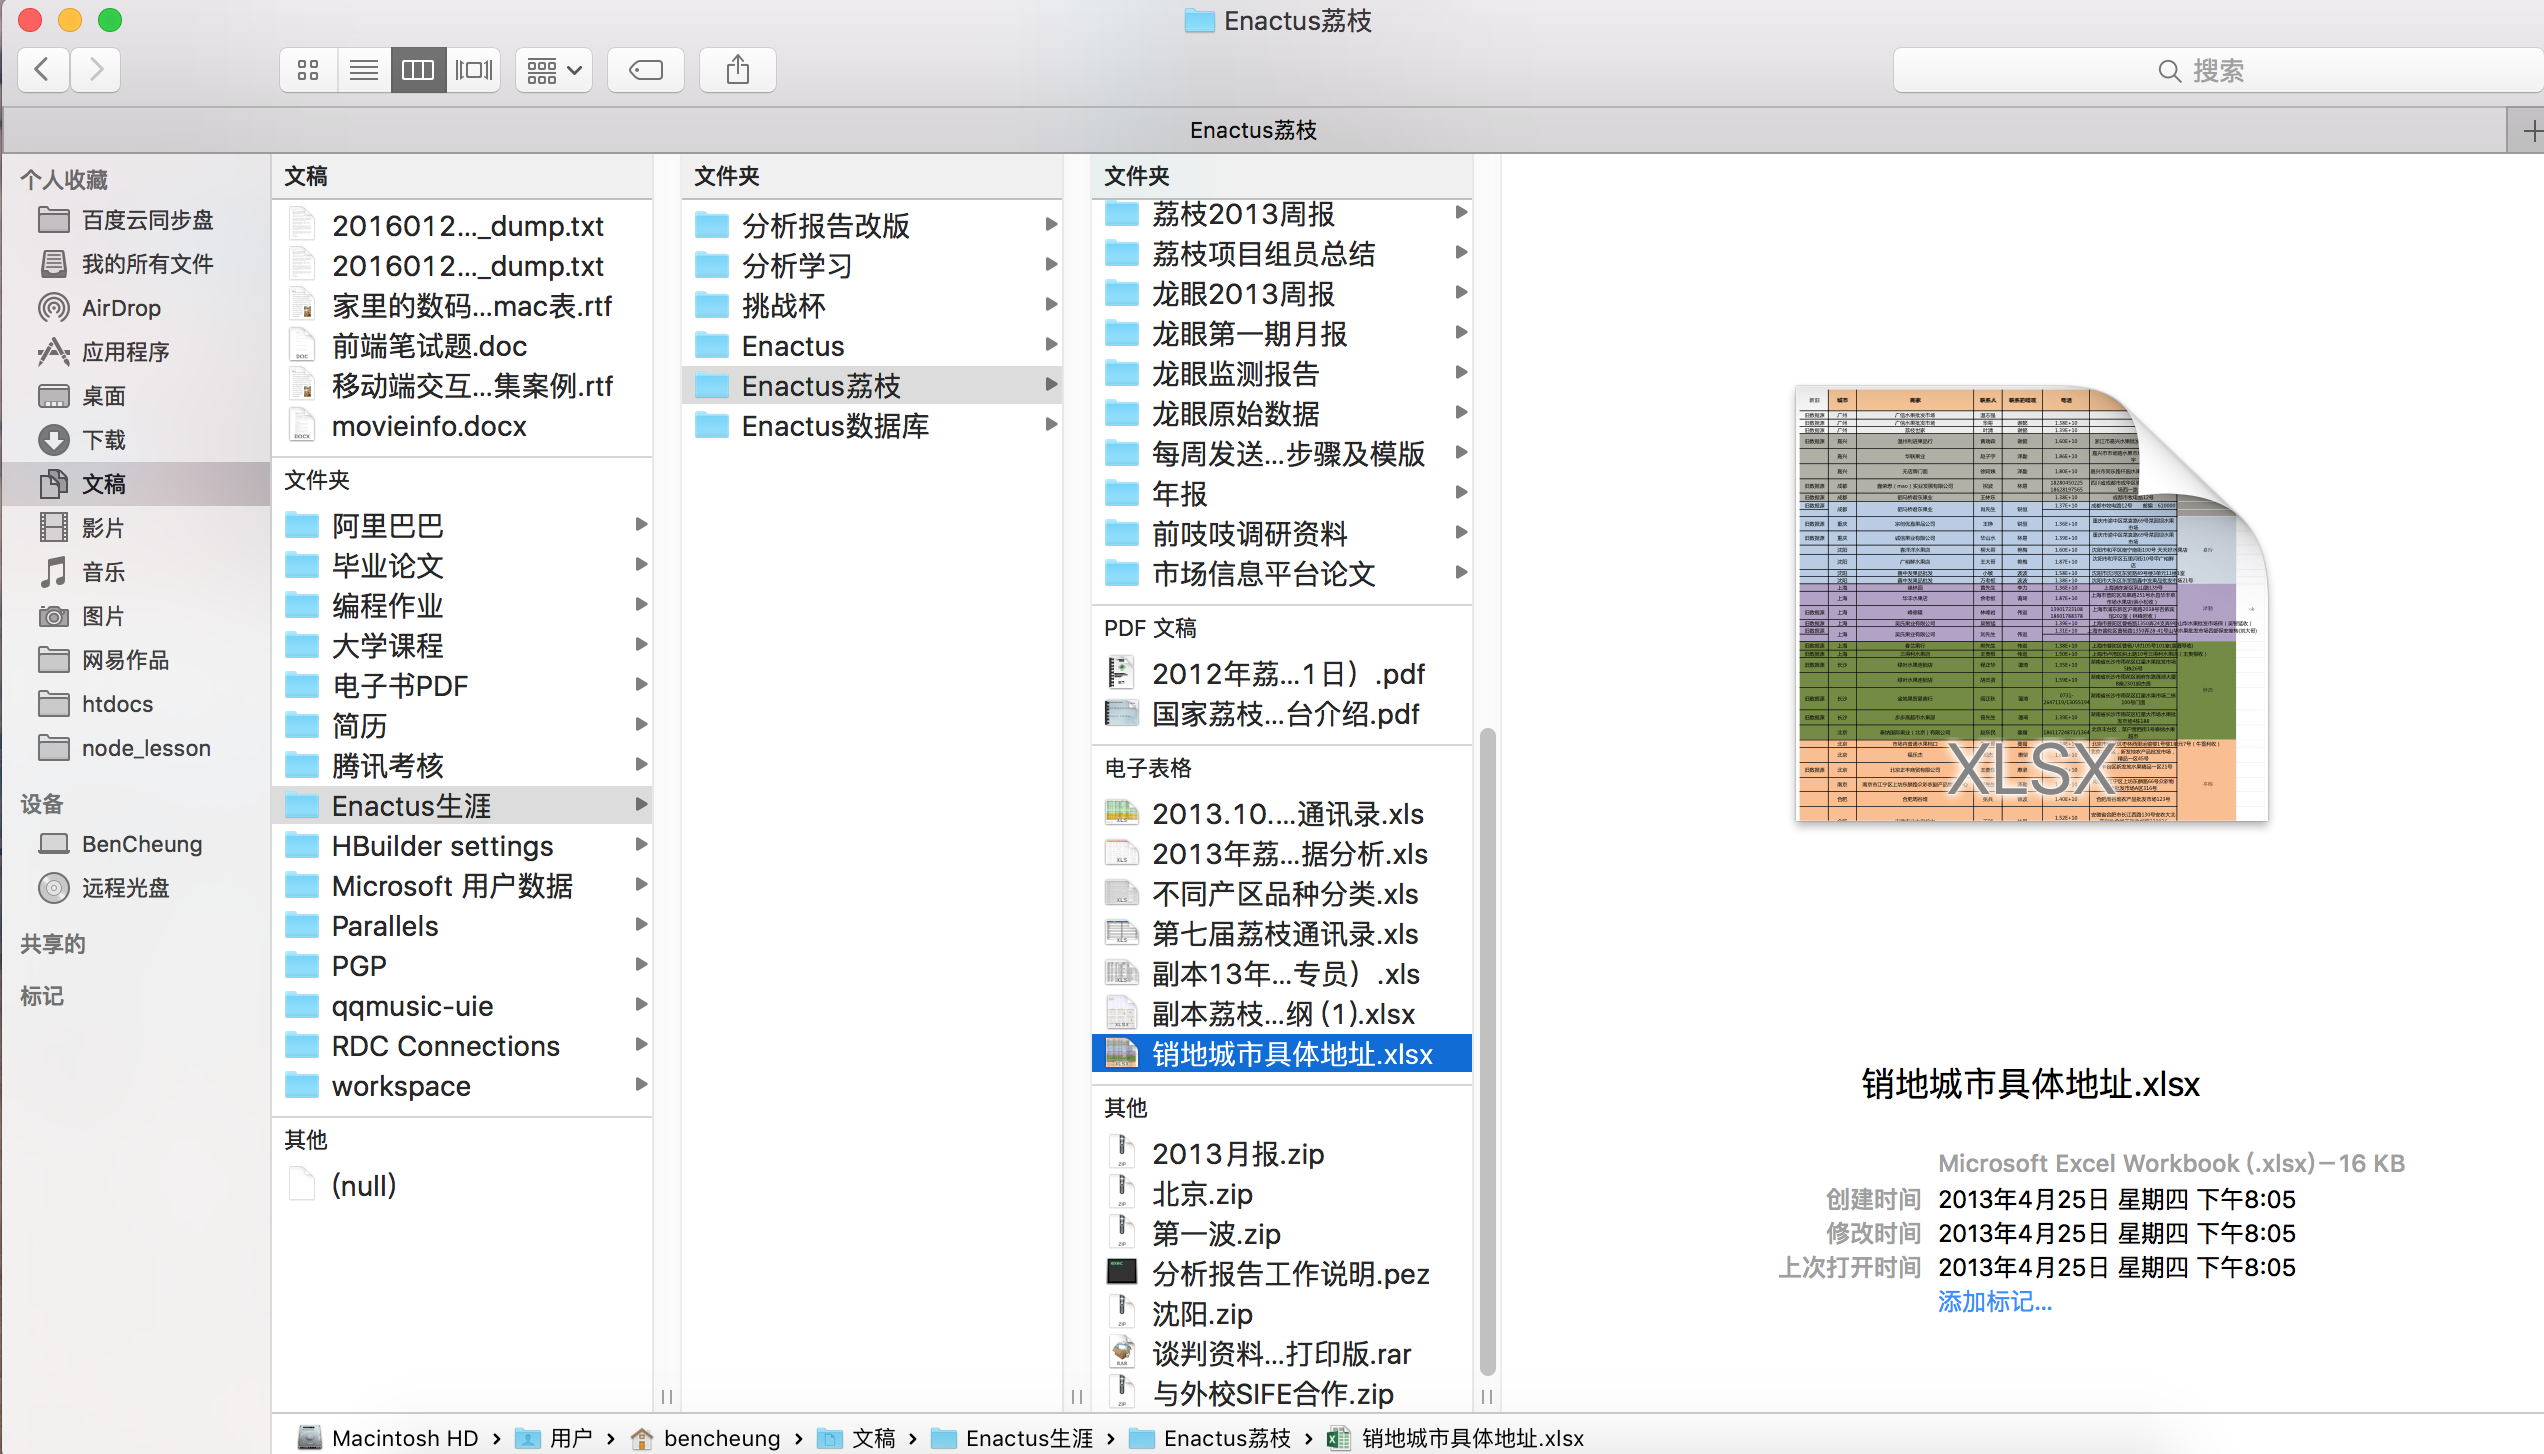 Enactus荔枝
搜索
Enactus荔枝
个人收藏
百度云同步盘
我的所有文件
AirDrop
应用程序
桌面
下载
文稿
影片
音乐
图片
网易作品
htdocs
node_lesson
设备
BenCheung
远程光盘
共享的
标记
文稿
2016012..._dump.txt
2016012..._dump.txt
家里的数码...mac表.rtf
前端笔试题.doc
移动端交互...集案例.rtf
movieinfo.docx
文件夹
阿里巴巴
毕业论文
编程作业
大学课程
电子书PDF
简历
腾讯考核
Enactus生涯
HBuilder settings
Microsoft 用户数据
Parallels
PGP
qqmusic-uie
RDC Connections
workspace
其他
(null)
文件夹
分析报告改版
分析学习
挑战杯
Enactus
Enactus荔枝
Enactus数据库
文件夹
荔枝2013周报
荔枝项目组员总结
龙眼2013周报
龙眼第一期月报
龙眼监测报告
龙眼原始数据
每周发送...步骤及模版
年报
前吱吱调研资料
市场信息平台论文
PDF 文稿
2012年荔...1日）.pdf
国家荔枝...台介绍.pdf
电子表格
2013.10....通讯录.xls
2013年荔...据分析.xls
不同产区品种分类.xls
第七届荔枝通讯录.xls
副本13年...专员）.xls
副本荔枝...纲 (1).xlsx
销地城市具体地址.xlsx
其他
2013月报.zip
北京.zip
第一波.zip
分析报告工作说明.pez
沈阳.zip
谈判资料...打印版.rar
与外校SIFE合作.zip
XLSX
销地城市具体地址.xlsx
Microsoft Excel Workbook (.xlsx)－16 KB
创建时间 2013年4月25日 星期四 下午8:05
修改时间 2013年4月25日 星期四 下午8:05
上次打开时间 2013年4月25日 星期四 下午8:05
添加标记...
Macintosh HD › 用户 › bencheung › 文稿 › Enactus生涯 › Enactus荔枝 › 销地城市具体地址.xlsx